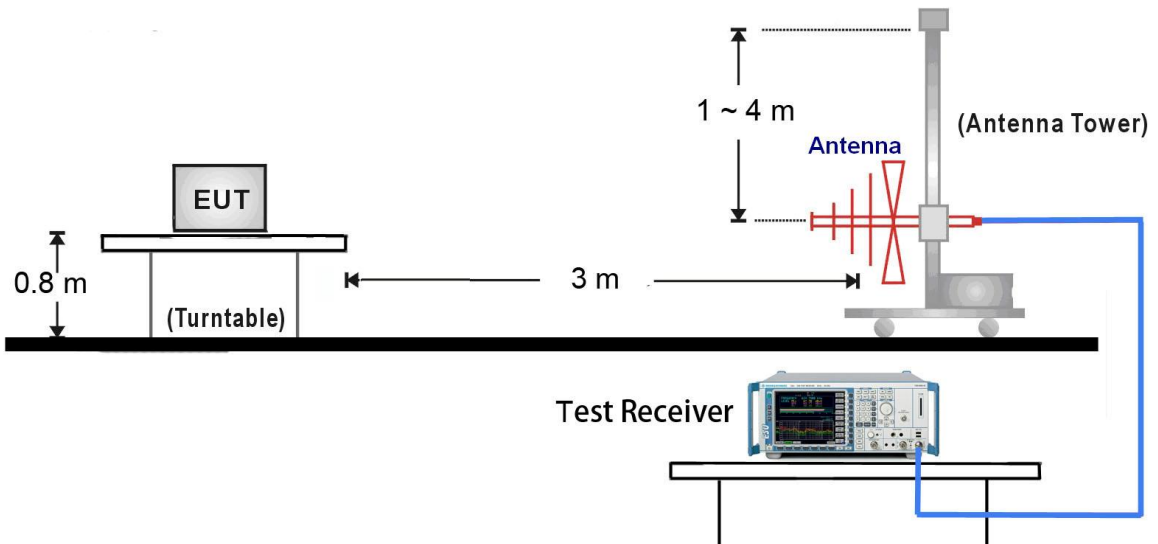 1 ~ 4 m
(Antenna Tower)
Antenna
EUT
0.8 m
3 m
(Turntable)
Test Receiver